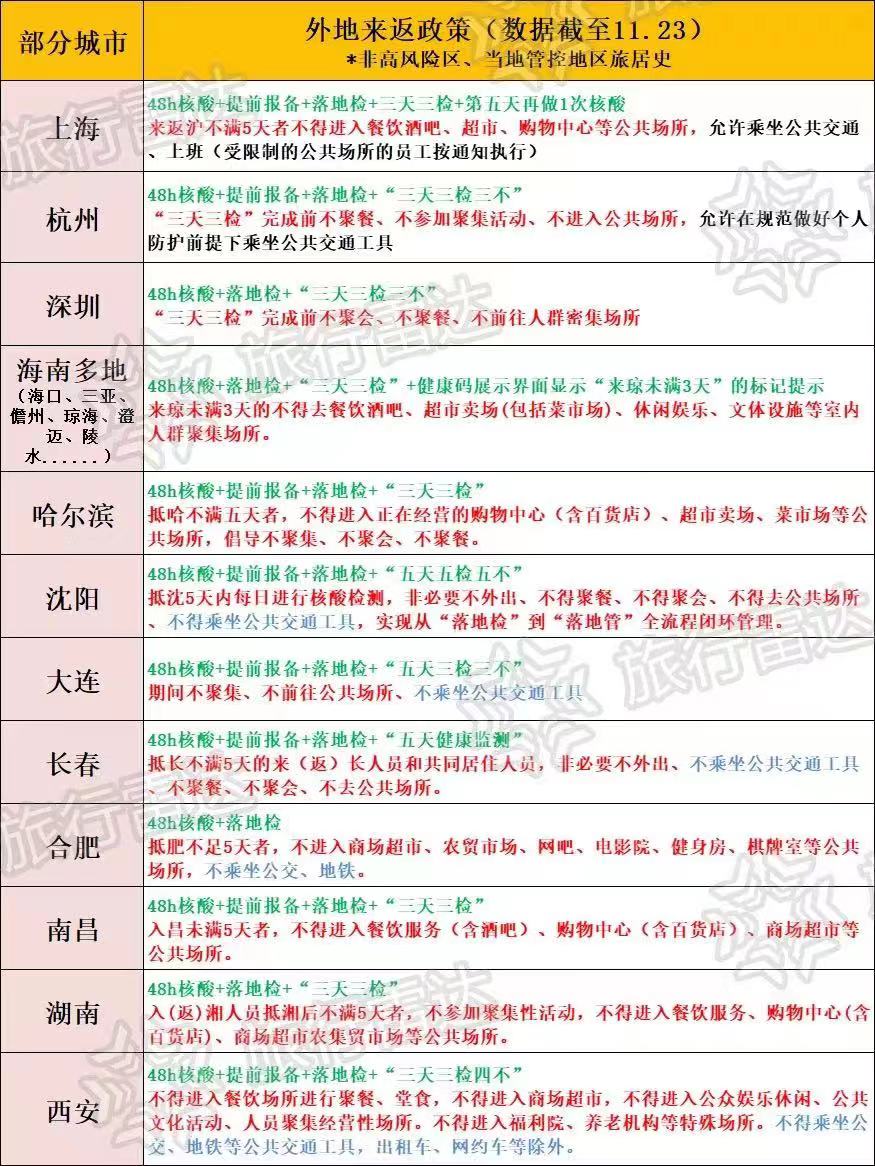 部分城市
外地来返政策（数据截至11.23）
*非高风险区、当地管控地区旅居史
上海
48h核酸+提前报备+落地检+三天三检+第五天再做1次核酸
来返沪不满5天者不得进入餐饮酒吧、超市、购物中心等公共场所，允许乘坐公共交通
、上班（受限制的公共场所的员工按通知执行）
杭州
48h核酸+提前报备+落地检+“三天三检三不”
“三天三检”完成前不聚餐、不参加聚集活动、不进入公共场所，允许在规范做好个人
防护前提下乘坐公共交通工具
深圳
48h核酸+落地检+“三天三检三不”
“三天三检”完成前不聚会、不聚餐、不前往人群密集场所
海南多地
（海口、三亚、
儋州、琼海、澄
迈、陵
水......）
48h核酸+落地检+“三天三检”+健康码展示界面显示“来琼未满3天”的标记提示
来琼未满3天的不得去餐饮酒吧、超市卖场(包括菜市场)、休闲娱乐、文体设施等室内
人群聚集场所。
哈尔滨
48h核酸+提前报备+落地检+“三天三检”
抵哈不满五天者，不得进入正在经营的购物中心（含百货店）、超市卖场、菜市场等公
共场所，倡导不聚集、不聚会、不聚餐。
沈阳
48h核酸+提前报备+落地检+“五天五检五不”
抵沈5天内每日进行核酸检测，非必要不外出、不得聚餐、不得聚会、不得去公共场所
、不得乘坐公共交通工具，实现从“落地检”到“落地管”全流程闭环管理。
大连
48h核酸+提前报备+落地检+“五天三检三不”
期间不聚集、不前往公共场所、不乘坐公共交通工具
长春
48h核酸+提前报备+落地检+“五天健康监测”
抵长不满5天的来（返）长人员和共同居住人员，非必要不外出、不乘坐公共交通工具
、不聚餐、不聚会、不去公共场所。
合肥
48h核酸+落地检
抵肥不足5天者，不进入商场超市、农贸市场、网吧、电影院、健身房、棋牌室等公共
场所，不乘坐公交、地铁。
南昌
48h核酸+提前报备+落地检+“三天三检”
入昌未满5天者，不得进入餐饮服务（含酒吧）、购物中心（含百货店）、商场超市等
公共场所。
湖南
48h核酸+落地检+“三天三检”
入(返)湘人员抵湘后不满5天者，不参加聚集性活动，不得进入餐饮服务、购物中心(含
百货店)、商场超市农集贸市场等公共场所。
西安
48h核酸+提前报备+落地检+“三天三检四不”
不得进入餐饮场所进行聚餐、堂食，不得进入商场超市，不得进入公众娱乐休闲、公共
文化活动、人员聚集经营性场所。不得进入福利院、养老机构等特殊场所。不得乘坐公
交、地铁等公共交通工具，出租车、网约车等除外。
旅行雷达
旅行雷达
旅行雷达
旅行雷达
旅行雷达
旅行雷达